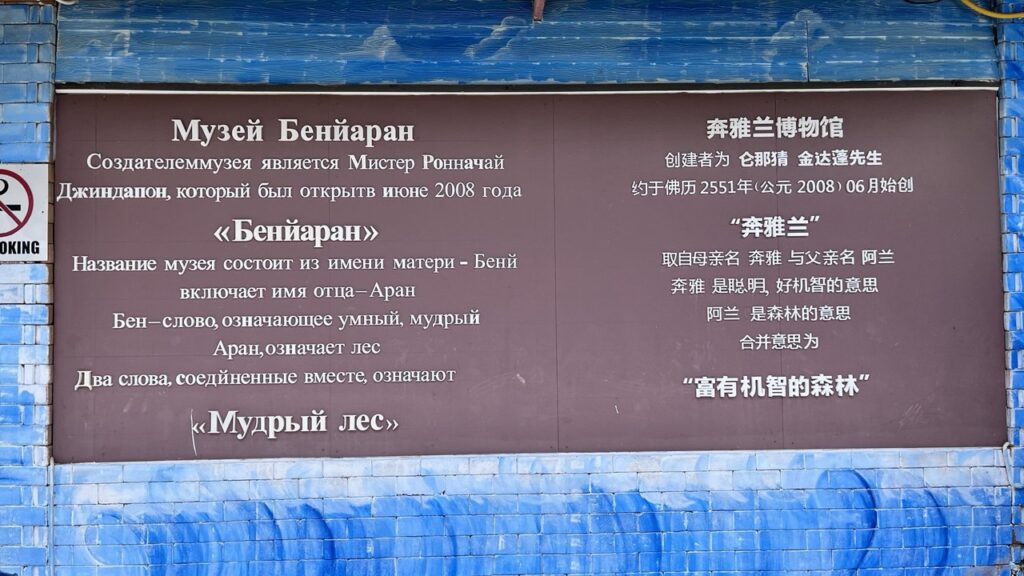 Музей Бенйаран
Создателеммузея является Мистер Ронначай
Джиндапон, который был открытв июне 2008 года
«Бенйаран»
Название музея состоит из имени матери - Бенй
включает имя отца-Аран
Бен-слово, означающее умный, мудрый
Аран,означает лес
Два слова, соедйненные вместе, означают
«Мудрый лес»
奔雅兰博物馆
创建者为 仑那猜 金达蓬先生
约于佛历 2551年(公元 2008) 06月始创
“奔雅兰”
取自母亲名 奔雅 与父亲名 阿兰
奔雅 是聪明, 好机智的意思
阿兰 是森林的意思
合并意思为
“富有机智的森林”
OKING